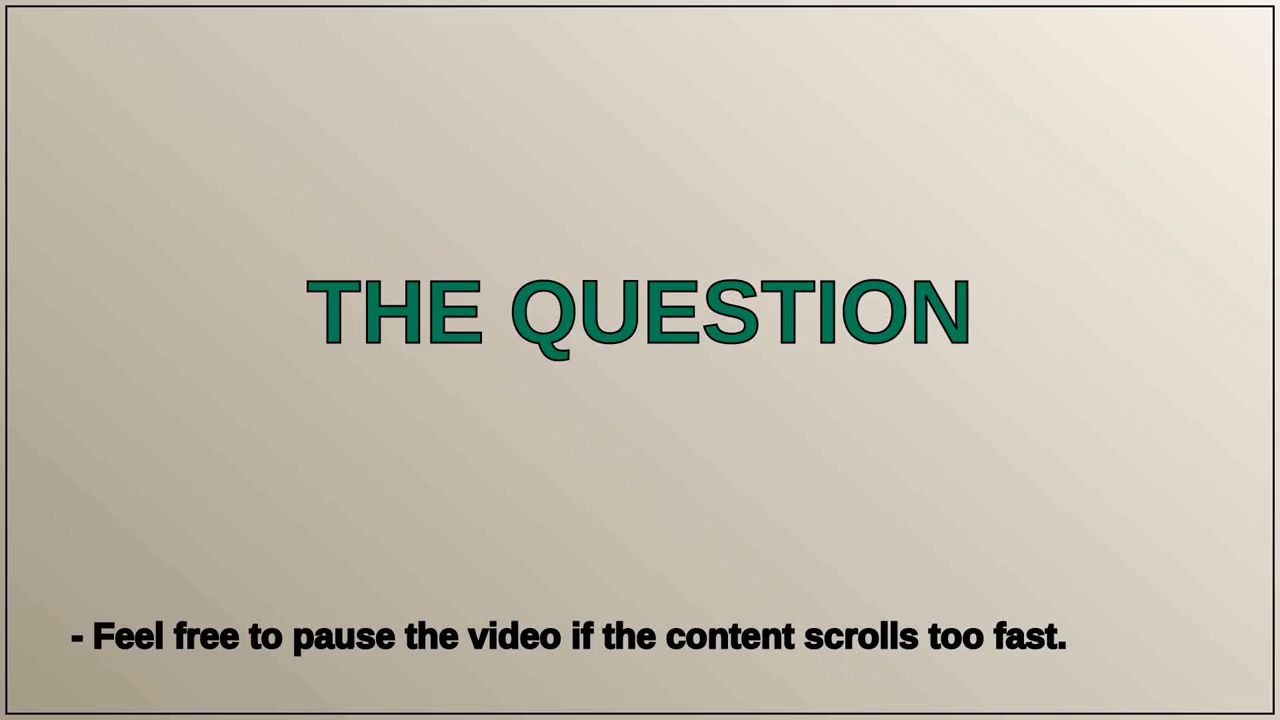 THE QUESTION
- Feel free to pause the video if the content scrolls too fast.